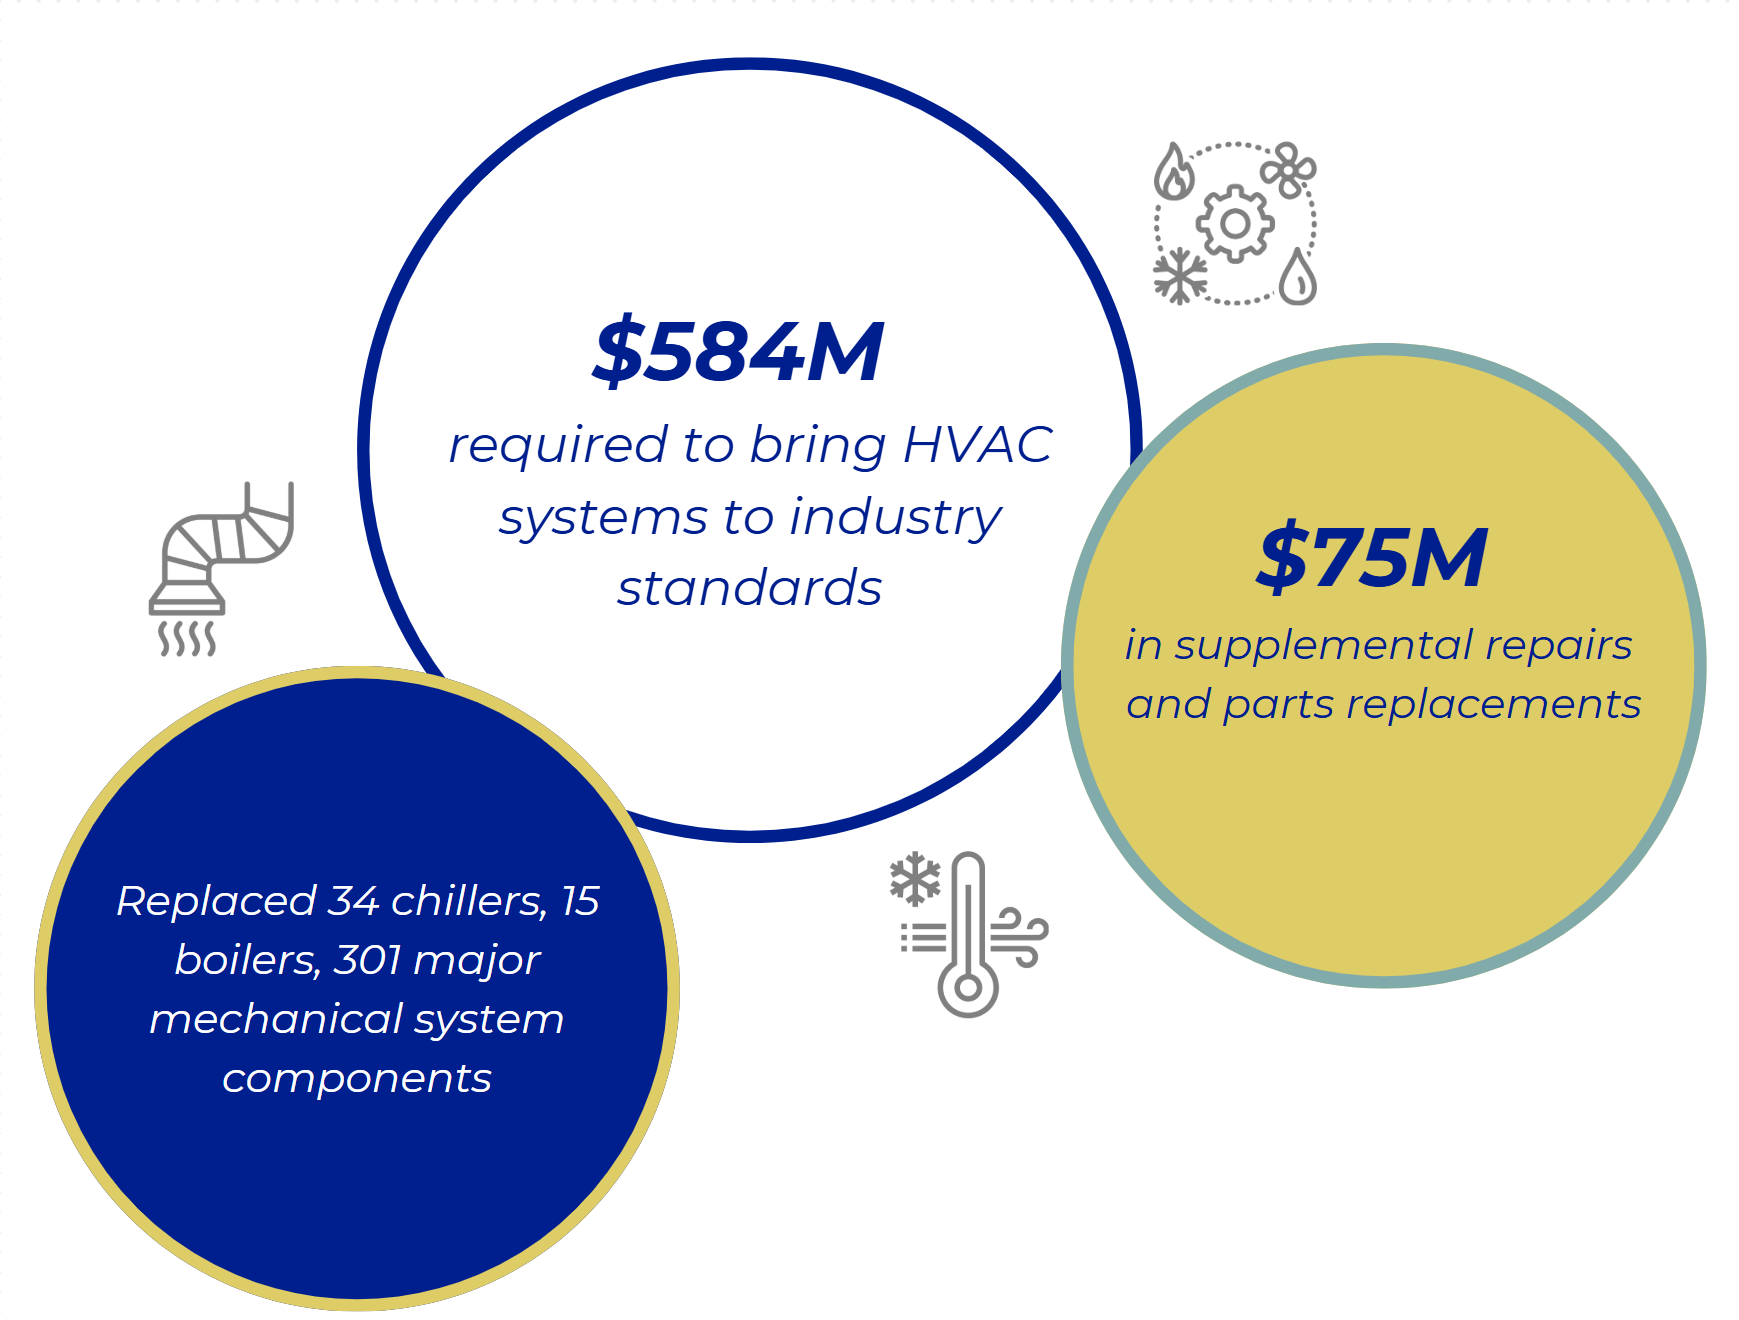 $584M
required to bring HVAC
systems to industry
standards
$75M
in supplemental repairs
and parts replacements
Replaced 34 chillers, 15
boilers, 301 major
mechanical system
components